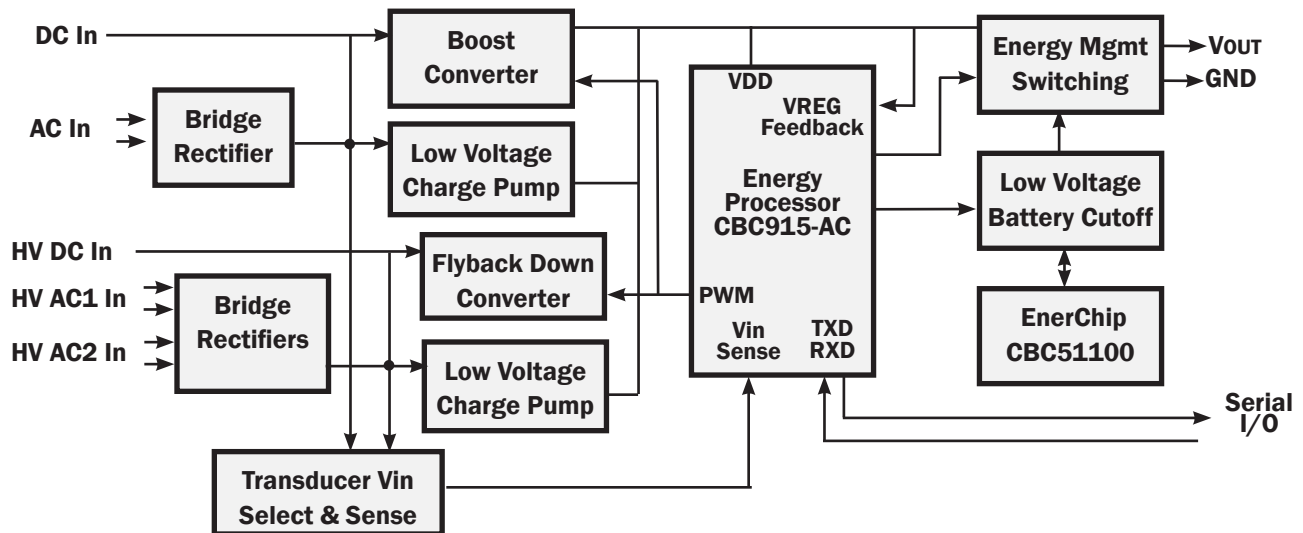 DC In
Boost
Converter
Energy Mgmt
Switching
VOUT
GND
VDD
VREG
Feedback
AC In
Bridge
Rectifier
Low Voltage
Charge Pump
Energy
Processor
CBC915-AC
Low Voltage
Battery Cutoff
HV DC In
Flyback Down
Converter
HV AC1 In
Bridge
Rectifiers
HV AC2 In
PWM
Vin
Sense
TXD
RXD
EnerChip
CBC51100
Low Voltage
Charge Pump
Serial
I/O
Transducer Vin
Select & Sense